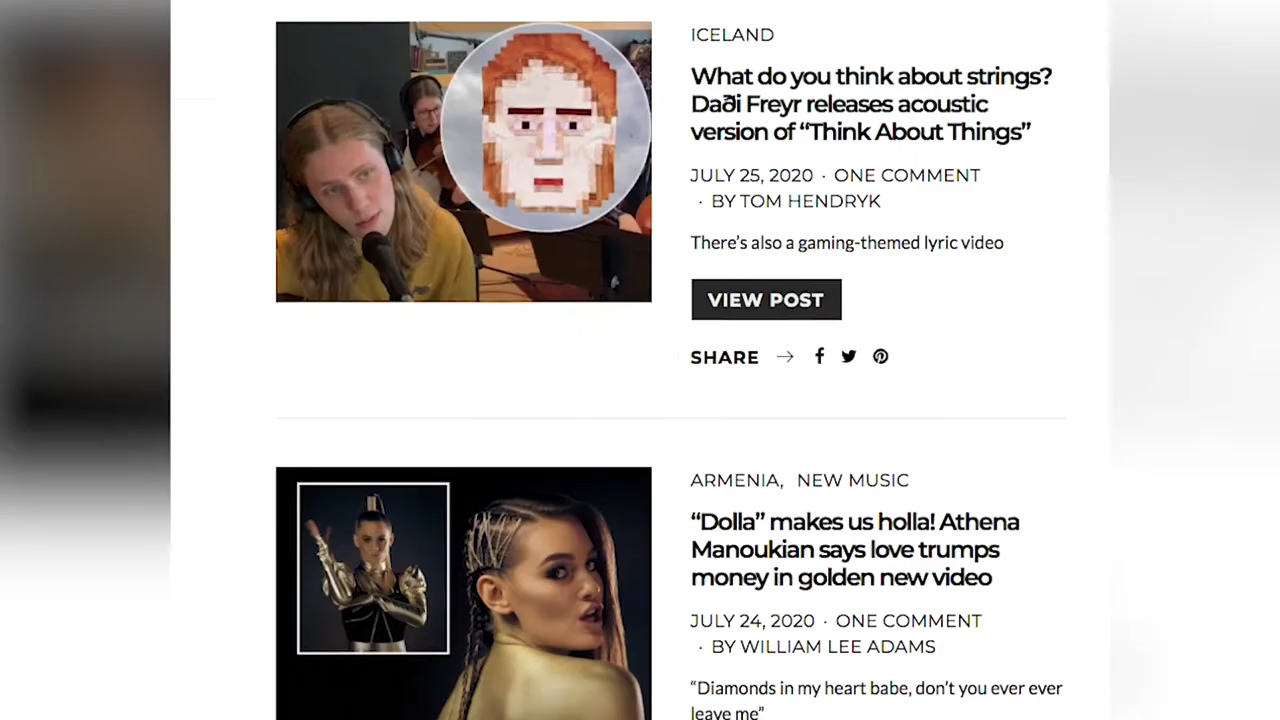 ICELAND
What do you think about strings?
Daði Freyr releases acoustic
version of “Think About Things”
JULY 25, 2020 · ONE COMMENT
· BY TOM HENDRYK
There’s also a gaming-themed lyric video
VIEW POST
SHARE
ARMENIA, NEW MUSIC
“Dolla” makes us holla! Athena
Manoukian says love trumps
money in golden new video
JULY 24, 2020 · ONE COMMENT
· BY WILLIAM LEE ADAMS
“Diamonds in my heart babe, don’t you ever ever
leave me”